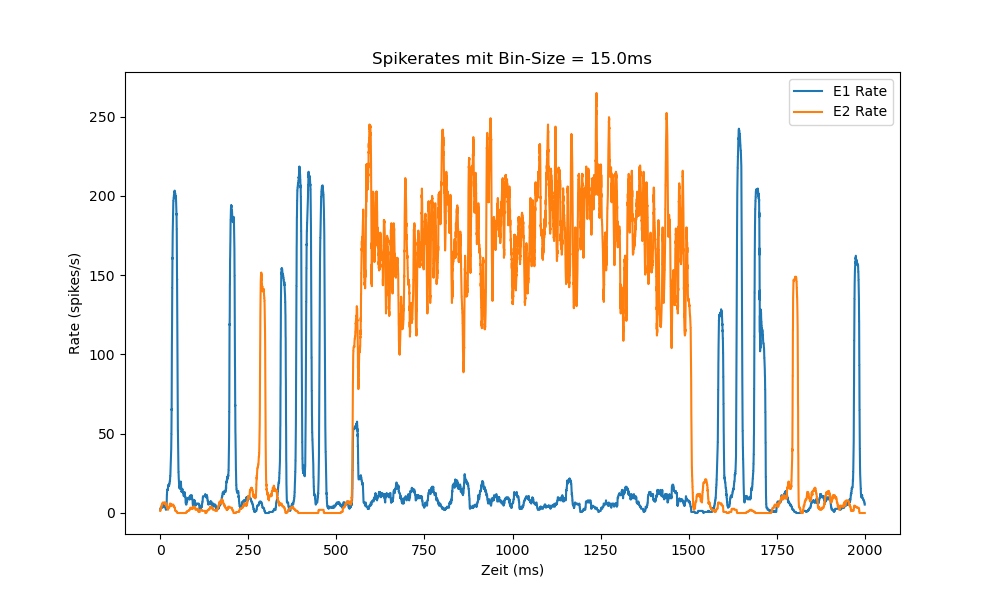 Spikerates mit Bin-Size = 15.0ms
E1 Rate
E2 Rate
250
200
150
100
50
0
Rate (spikes/s)
0 250 500 750 1000 1250 1500 1750 2000
Zeit (ms)